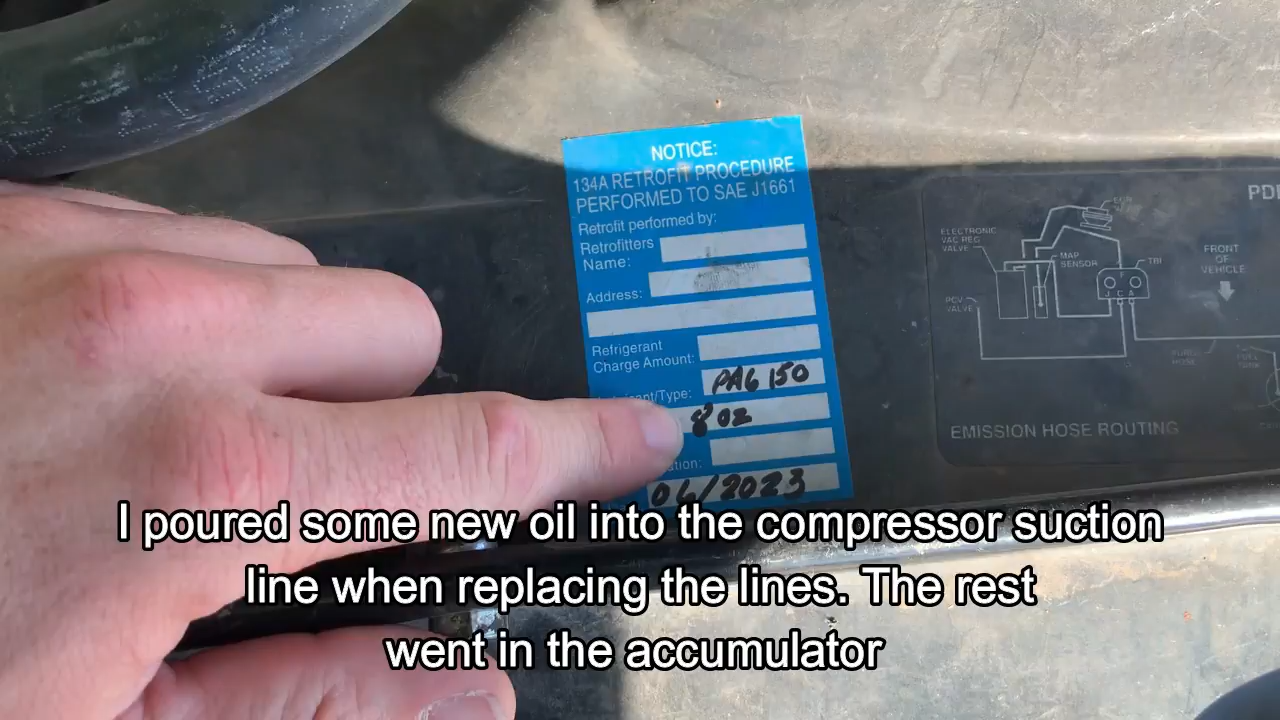 NOTICE:
134A RETROFIT PROCEDURE
PERFORMED TO SAE J1661
Retrofit performed by:
Retrofitters
Name:
Address:
Refrigerant
Charge Amount:
PAG 150
/Type:
8 oz
06/2023
ELECTRONIC
VAC REG
VALVE
MAP
SENSOR
TBI
FRONT
OF
VEHICLE
PCV
VALVE
EMISSION HOSE ROUTING
I poured some new oil into the compressor suction
line when replacing the lines. The rest
went in the accumulator